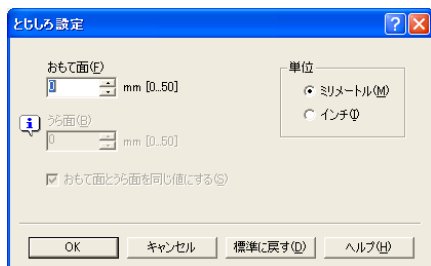 とじしろ設定
おもて面(F)
0 mm [0..50]
うら面(B)
0 mm [0..50]
おもて面とうら面を同じ値にする(S)
単位
ミリメートル(M)
インチ(I)
OK キャンセル 標準に戻す(D) ヘルプ(H)